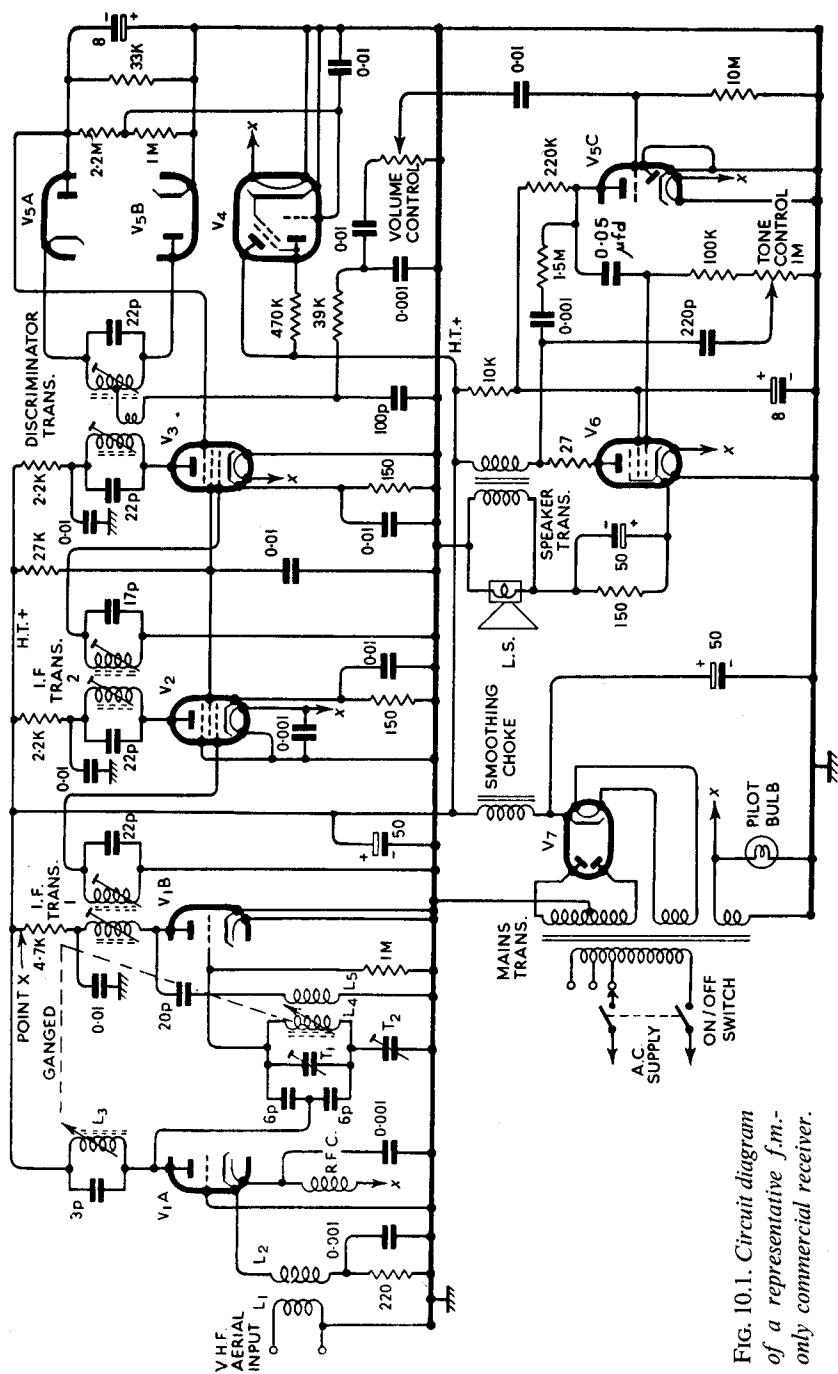 3p
L3
GANGED
POINT X
4·7K
I.F. TRANS.
1
0·01
22p
2·2K
I.F. TRANS.
2
0·01
22p
17p
H.T.+
27K
2·2K
0·01
22p
DISCRIMINATOR
TRANS.
22p
V5A
V5B
2·2M
1M
33K
8
-
+
V.H.F.
AERIAL
INPUT
L1
L2
0·001
220
V1A
R.F.C.
x
0·001
6p
6p
T1
T2
L4
L5
20p
V1B
1M
+
-
50
V2
0·001
x
150
0·01
0·01
V3
x
0·01
150
100p
470K
39K
V4
x
0·01
0·01
0·001
VOLUME
CONTROL
H.T.+
MAINS
TRANS.
A.C.
SUPPLY
ON/OFF
SWITCH
V7
SMOOTHING
CHOKE
x
PILOT
BULB
+
-
50
L.S.
SPEAKER
TRANS.
150
50
-
+
27
V6
x
10K
8
+
-
0·001
1·5M
220K
0·05
µfd
220p
100K
TONE
CONTROL
1M
V5C
x
0·01
10M
FIG. 10.1. Circuit diagram
of a representative f.m.-
only commercial receiver.